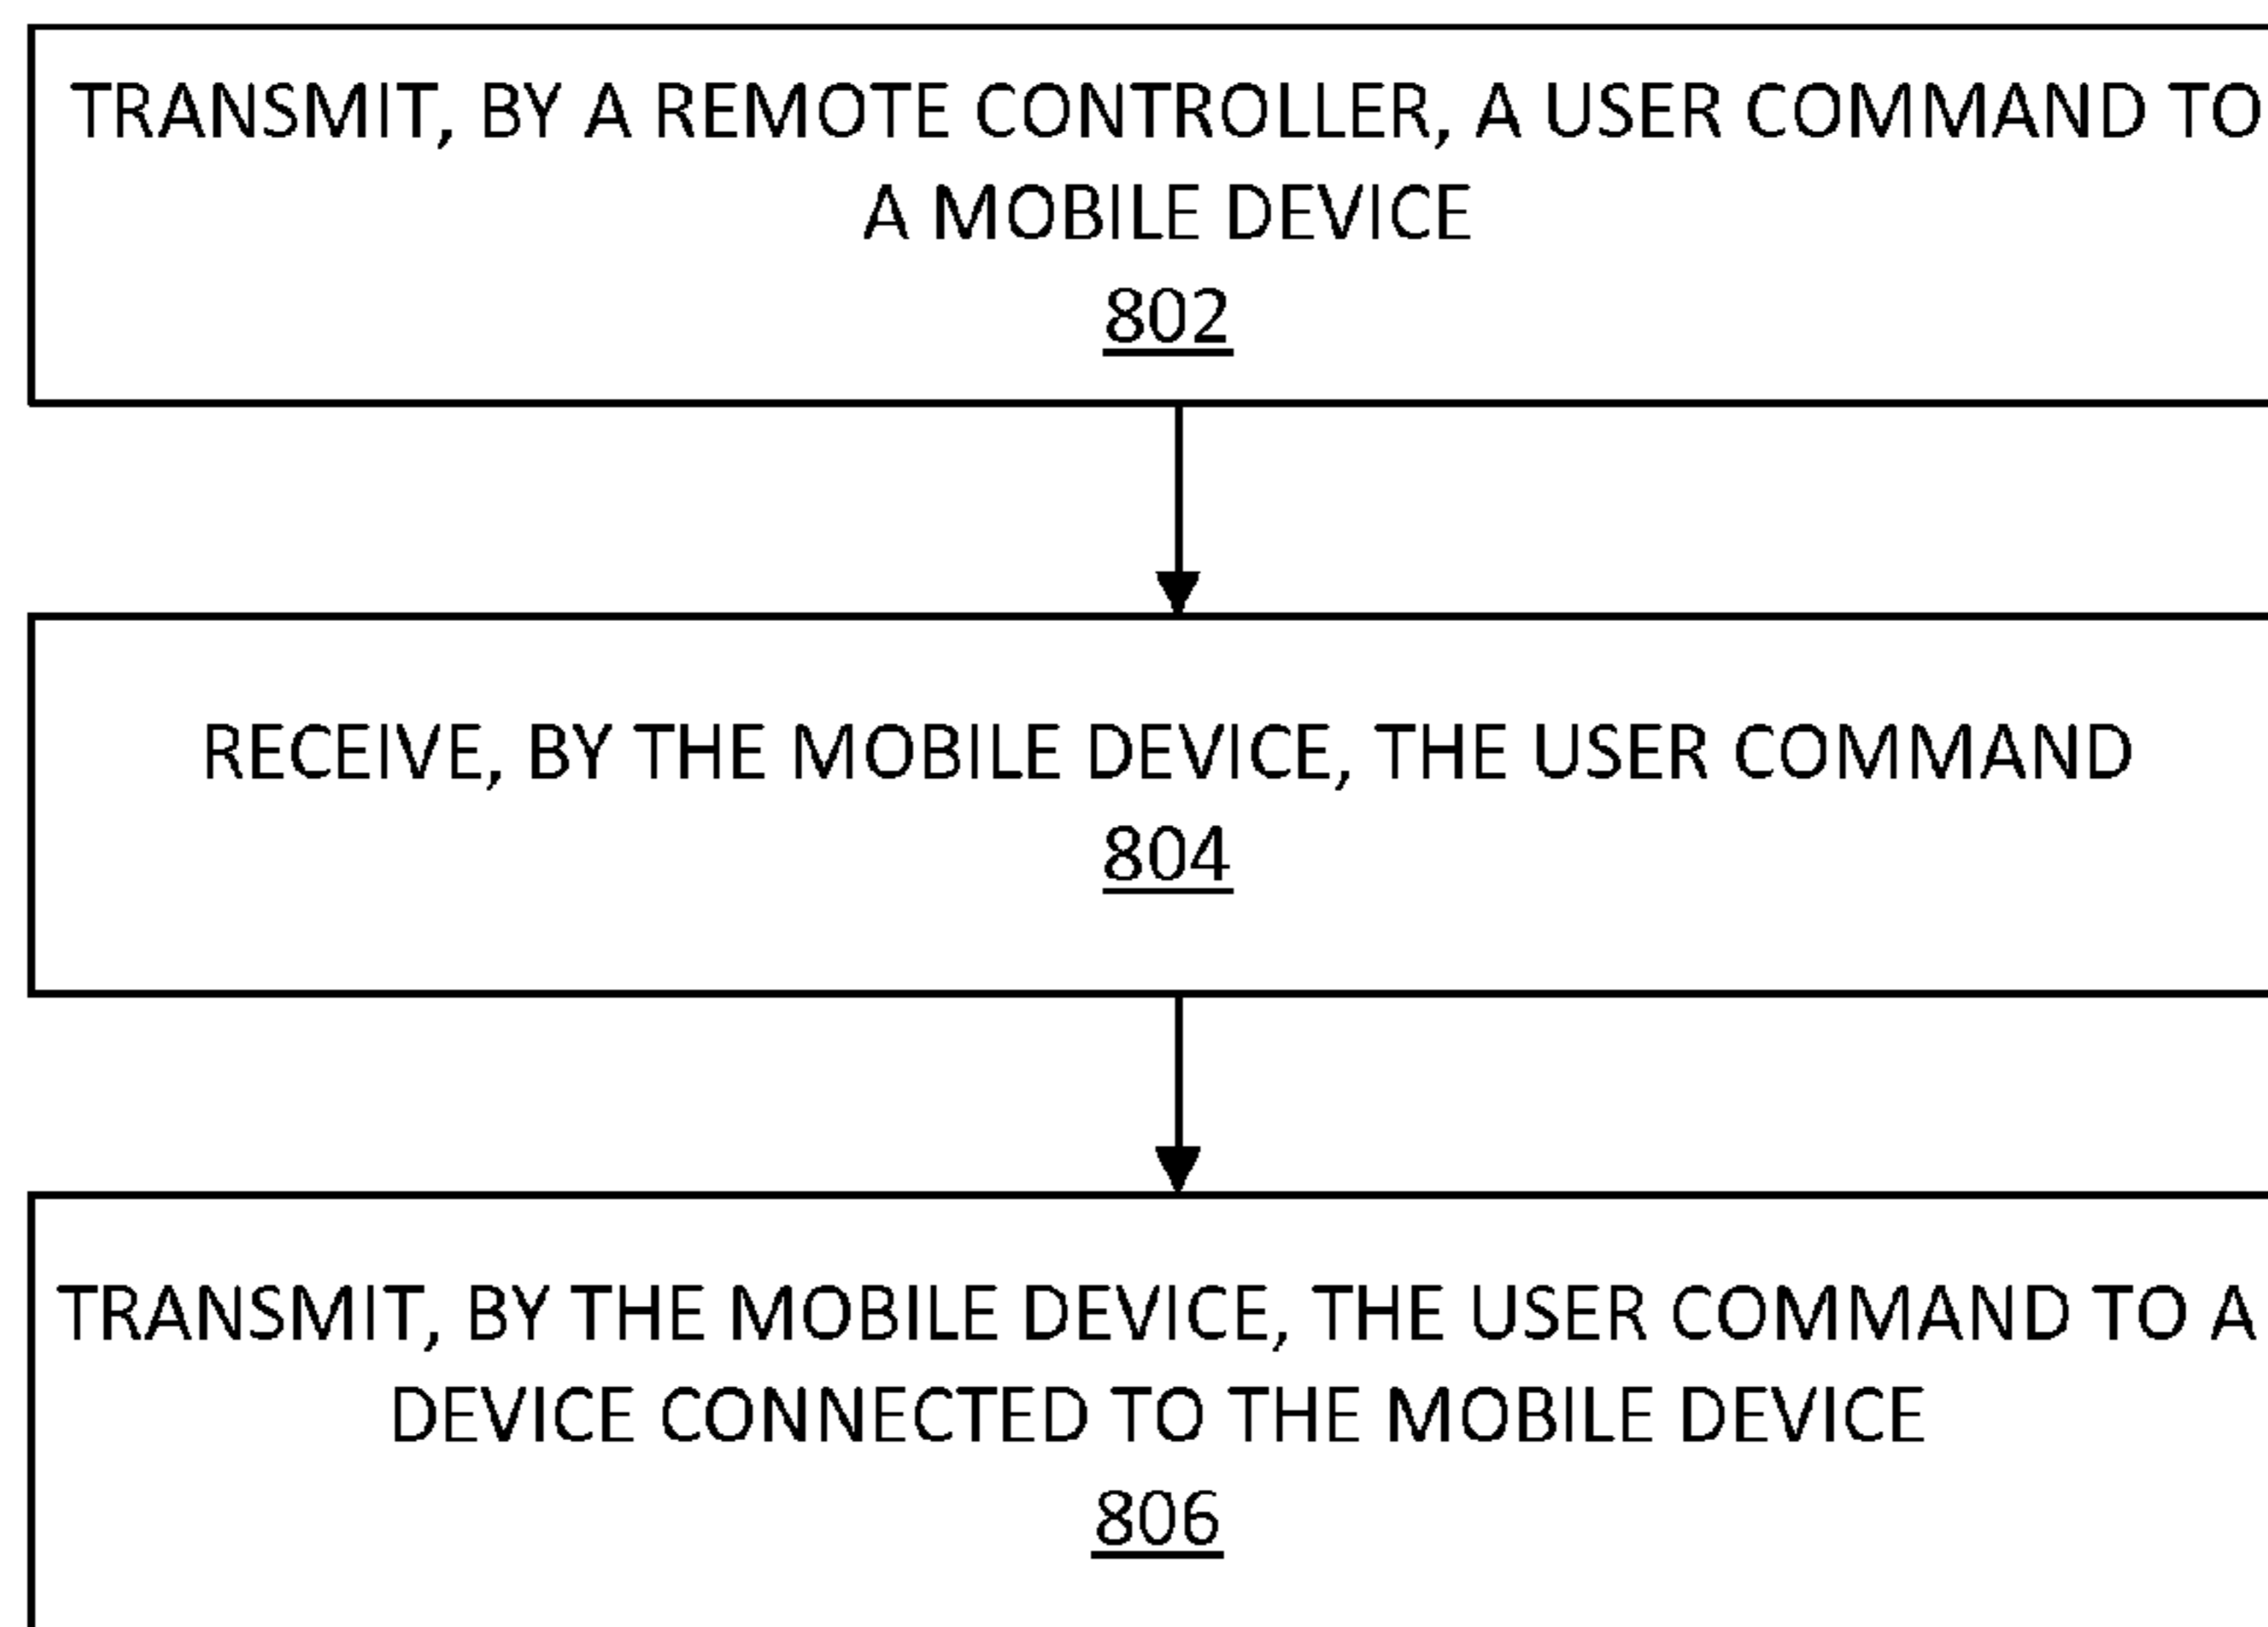 TRANSMIT, BY A REMOTE CONTROLLER, A USER COMMAND TO
A MOBILE DEVICE
802
RECEIVE, BY THE MOBILE DEVICE, THE USER COMMAND
804
TRANSMIT, BY THE MOBILE DEVICE, THE USER COMMAND TO A
DEVICE CONNECTED TO THE MOBILE DEVICE
806